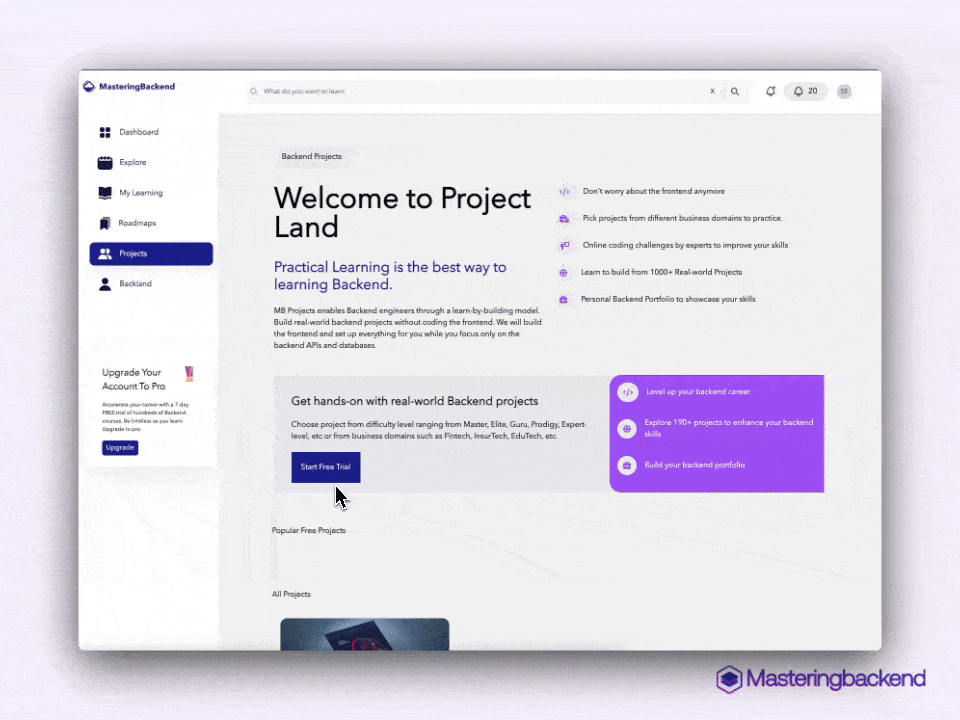 MasteringBackend
What do you want to learn
X
20
Dashboard
Explore
My Learning
Roadmaps
Projects
Backland
Upgrade Your
Account To Pro
Accelerate your career with a 7 day
FREE trial of hundreds of Backend
courses. Be limitless as you learn.
Upgrade to pro.
Upgrade
Backend Projects
Welcome to Project
Land
Practical Learning is the best way to
learning Backend.
MB Projects enables Backend engineers through a learn-by-building model.
Build real-world backend projects without coding the frontend. We will build
the frontend and set up everything for you while you focus only on the
backend APIs and databases.
Don't worry about the frontend anymore
Pick projects from different business domains to practice.
Online coding challenges by experts to improve your skills
Learn to build from 1000+ Real-world Projects
Personal Backend Portfolio to showcase your skills
Get hands-on with real-world Backend projects
Choose project from difficulty level ranging from Master, Elite, Guru, Prodigy, Expert-
level, etc or from business domains such as Fintech, InsurTech, EduTech, etc.
Start Free Trial
Level up your backend career
Explore 190+ projects to enhance your backend
skills
Build your backend portfolio
Popular Free Projects
All Projects
Masteringbackend